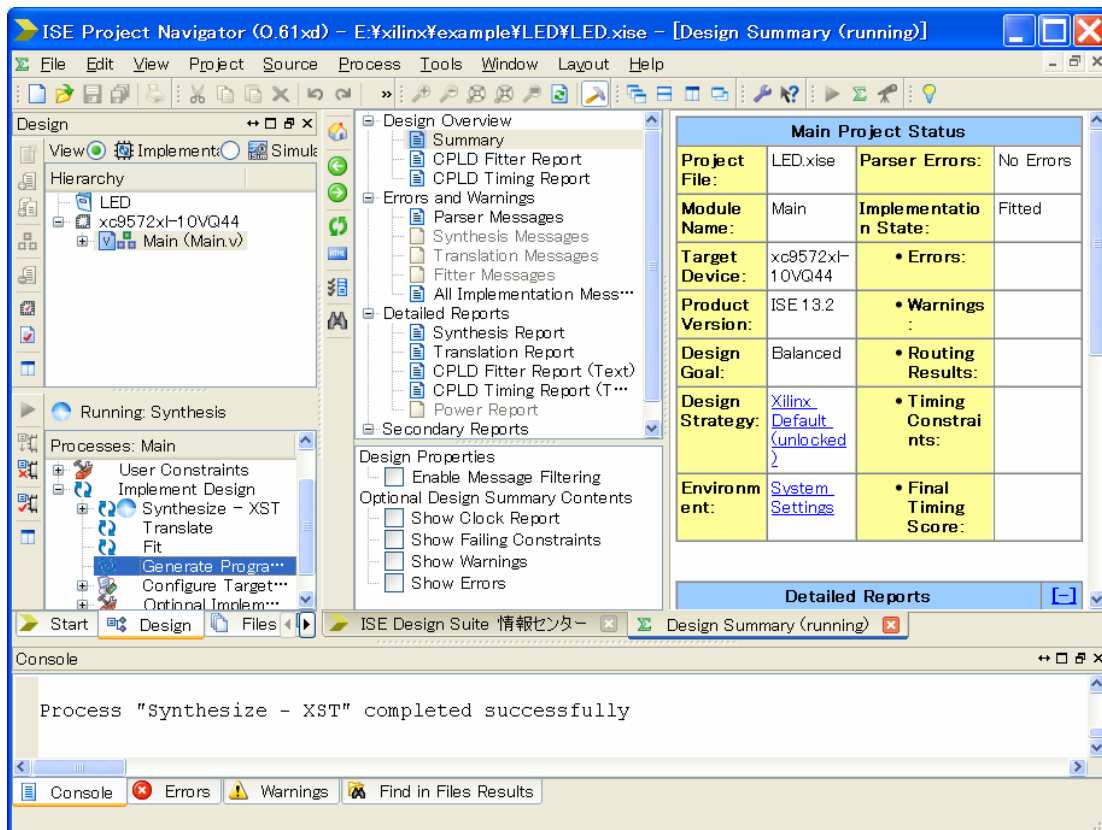 ISE Project Navigator (O.61xd) - E:¥xilinx¥example¥LED¥LED.xise - [Design Summary (running)]
File Edit View Project Source Process Tools Window Layout Help
Design
View Implementa Simula
Hierarchy
LED
xc9572xl-10VQ44
Main (Main.v)
Running: Synthesis
Processes: Main
User Constraints
Implement Design
Synthesize - XST
Translate
Fit
Generate Progra…
Configure Target…
Optional Implem…
Start Design Files
Design Overview
Summary
CPLD Fitter Report
CPLD Timing Report
Errors and Warnings
Parser Messages
Synthesis Messages
Translation Messages
Fitter Messages
All Implementation Mess…
Detailed Reports
Synthesis Report
Translation Report
CPLD Fitter Report (Text)
CPLD Timing Report (T…
Power Report
Secondary Reports
Design Properties
Enable Message Filtering
Optional Design Summary Contents
Show Clock Report
Show Failing Constraints
Show Warnings
Show Errors
Main Project Status
Project File: LED.xise Parser Errors: No Errors
Module Name: Main Implementation State: Fitted
Target Device: xc9572xl-10VQ44 • Errors:
Product Version: ISE 13.2 • Warnings:
Design Goal: Balanced • Routing Results:
Design Strategy: Xilinx Default (unlocked) • Timing Constraints:
Environment: System Settings • Final Timing Score:
Detailed Reports [-]
ISE Design Suite 情報センター Design Summary (running)
Console
Process "Synthesize - XST" completed successfully
Console Errors Warnings Find in Files Results